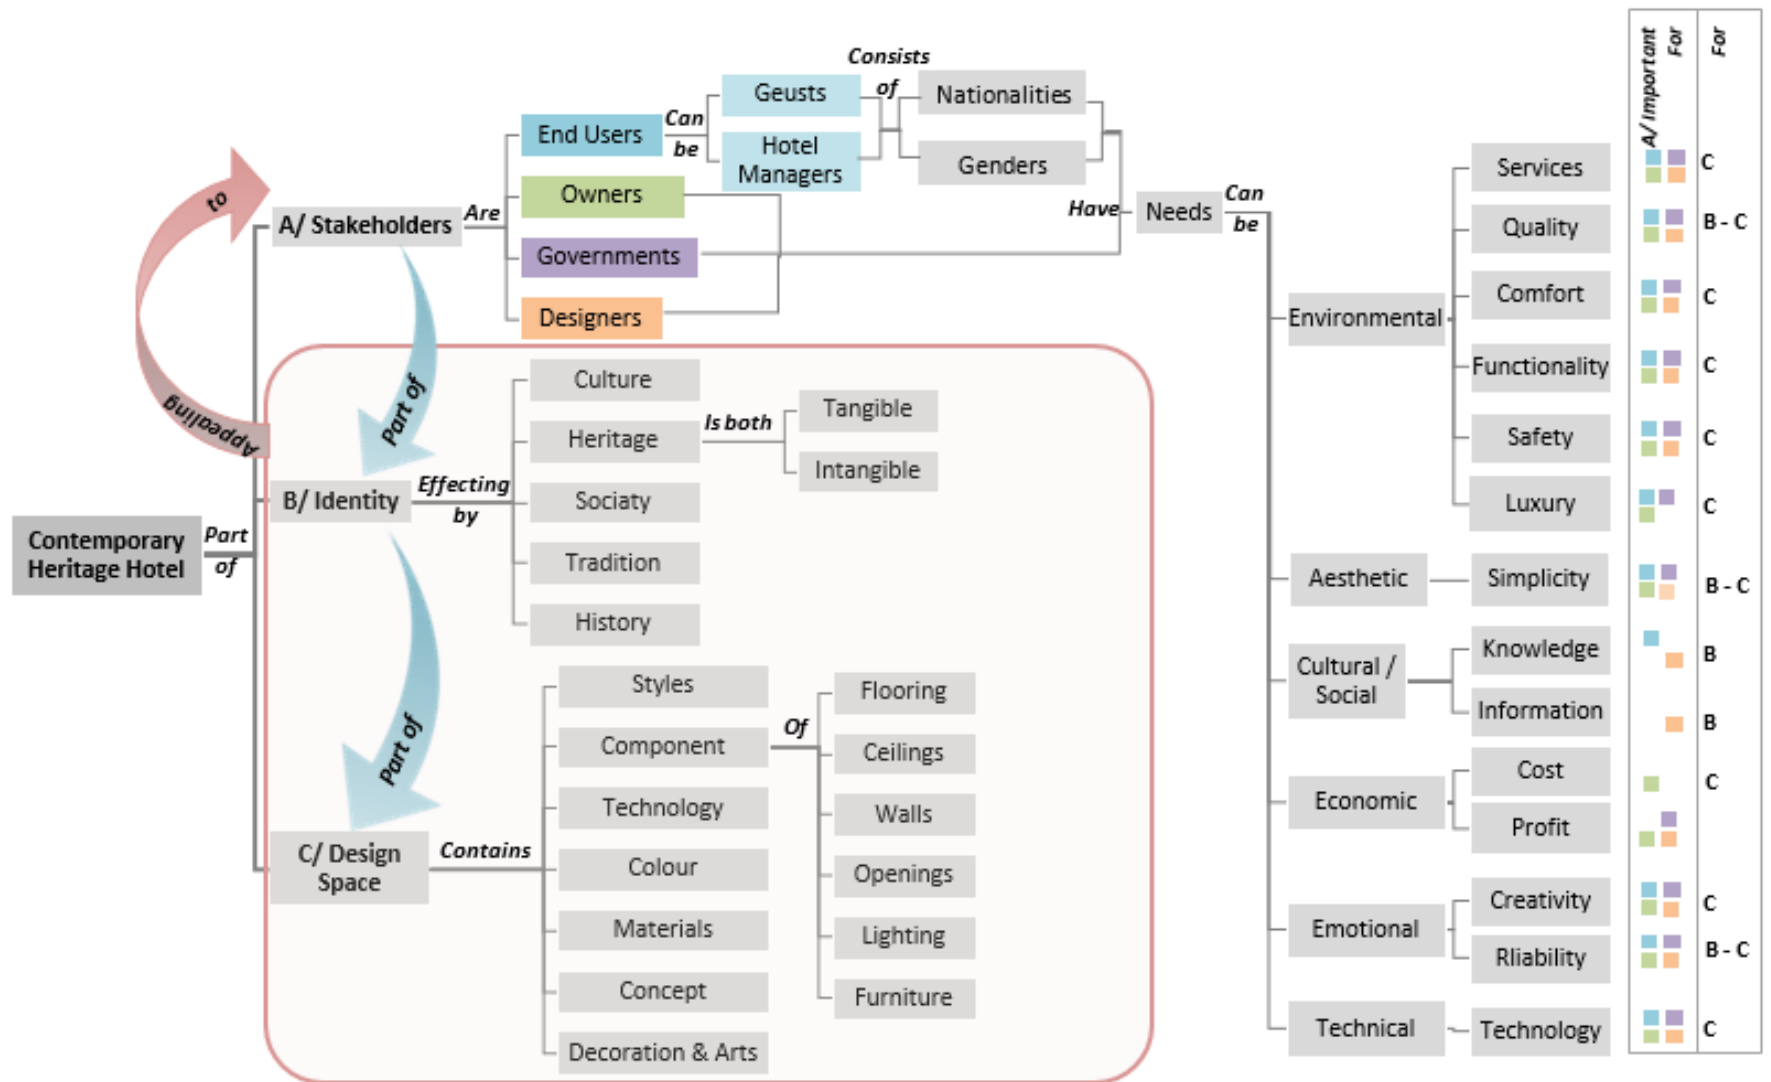 A/ Important
For
For
Consists
of
Geusts
Nationalities
Can
be
End Users
Hotel
Managers
Genders
Services
C
to
Owners
A/ Stakeholders
Are
Have
Needs
Can
be
Quality
B - C
Governments
Comfort
C
Designers
Environmental
Functionality
C
Part of
Appealing
Culture
Tangible
Heritage
Is both
Safety
C
Intangible
B/ Identity
Effecting
by
Sociaty
Luxury
C
Contemporary
Heritage Hotel
Part
of
Tradition
Aesthetic
Simplicity
B - C
History
Knowledge
B
Cultural /
Social
Styles
Flooring
Information
B
Part of
Component
Of
Ceilings
Cost
C
Technology
Walls
Economic
Profit
C/ Design
Space
Contains
Colour
Openings
Creativity
C
Materials
Lighting
Emotional
Rliability
B - C
Concept
Furniture
Technical
Technology
C
Decoration & Arts